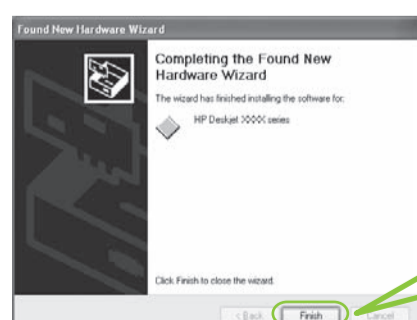 Found New Hardware Wizard
Completing the Found New
Hardware Wizard
The wizard has finished installing the software for:
HP Deskjet XXXX series
Click Finish to close the wizard.
< Back
Finish
Cancel